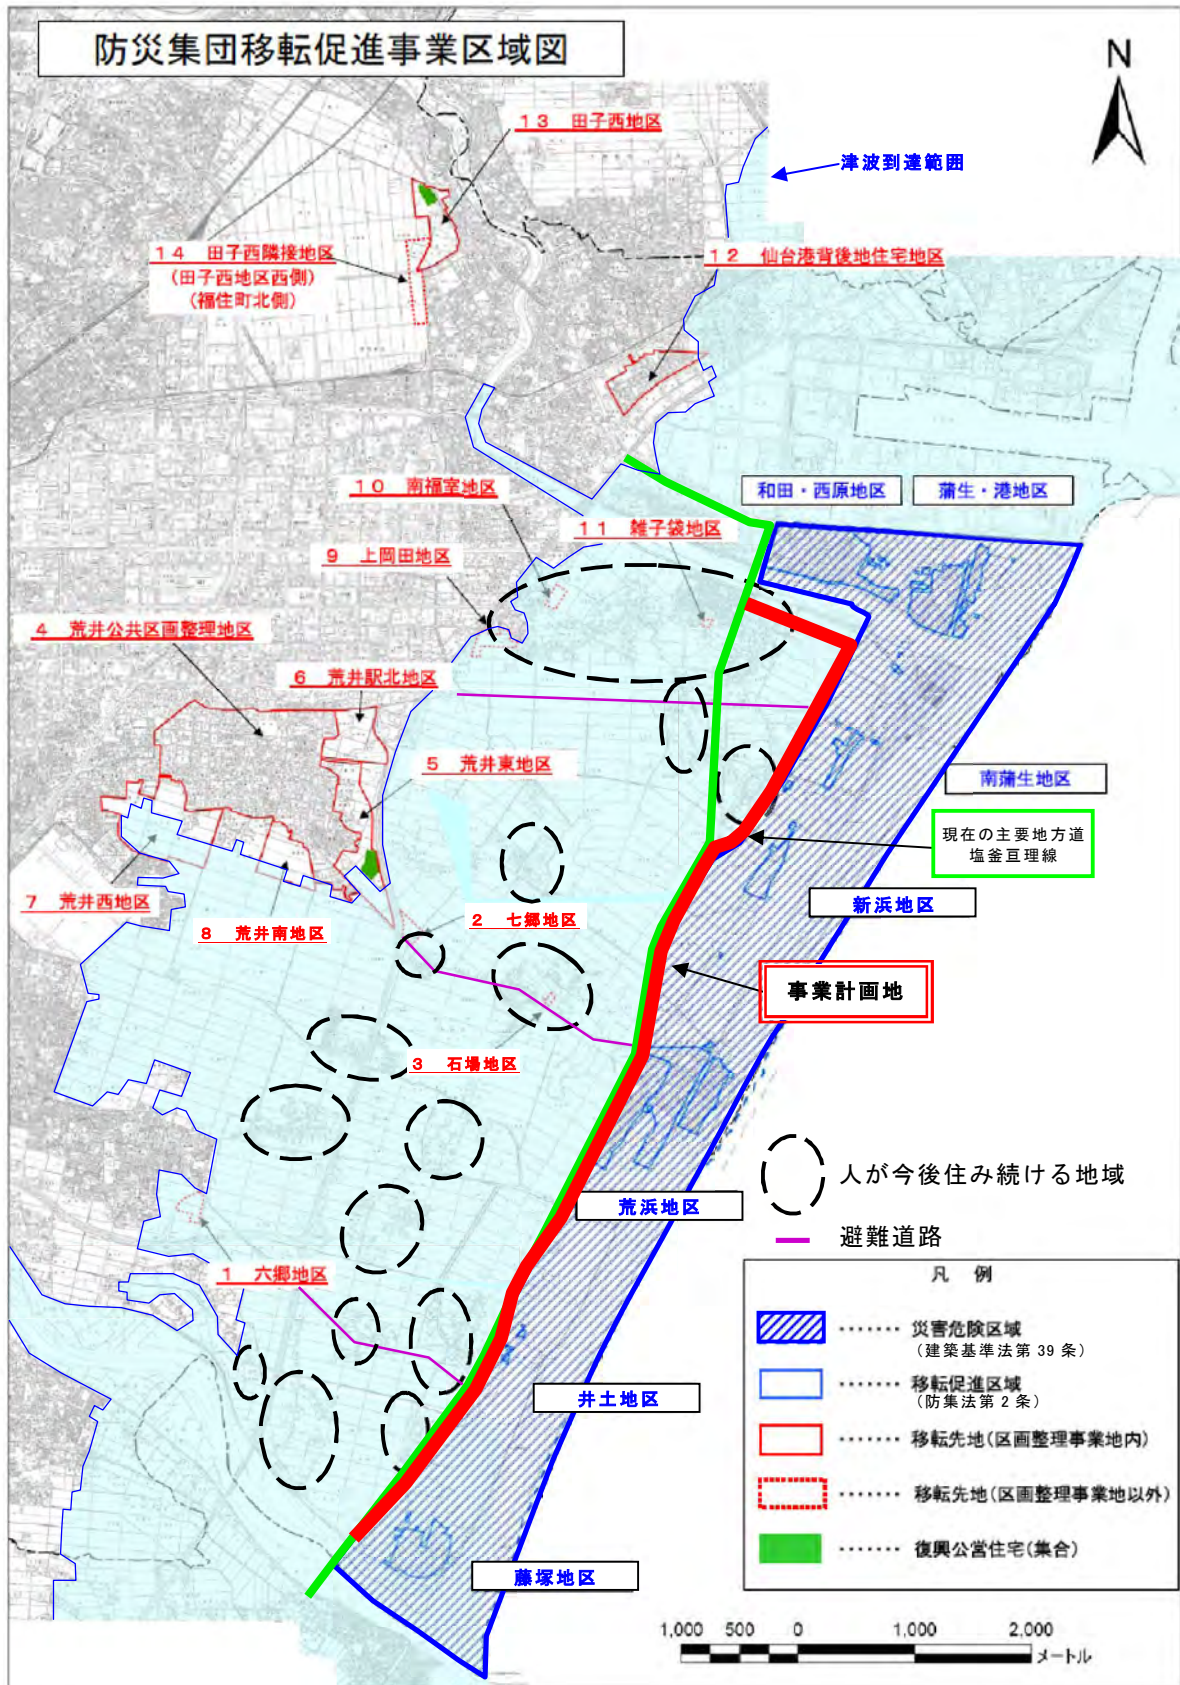 防災集団移転促進事業区域図
N
13 田子西地区
津波到達範囲
14 田子西隣接地区
(田子西地区西側)
(福住町北側)
12 仙台港背後地住宅地区
10 南福室地区
和田・西原地区
蒲生・港地区
11 雑子袋地区
9 上岡田地区
4 荒井公共区画整理地区
6 荒井駅北地区
5 荒井東地区
南蒲生地区
現在の主要地方道
塩釜亘理線
7 荒井西地区
新浜地区
2 七郷地区
8 荒井南地区
事業計画地
3 石場地区
人が今後住み続ける地域
荒浜地区
避難道路
1 六郷地区
凡 例
······· 災害危険区域
(建築基準法第 39 条)
······· 移転促進区域
(防集法第 2 条)
井土地区
······· 移転先地(区画整理事業地内)
······· 移転先地(区画整理事業地以外)
······· 復興公営住宅(集合)
藤塚地区
1,000 500 0 1,000 2,000
メートル